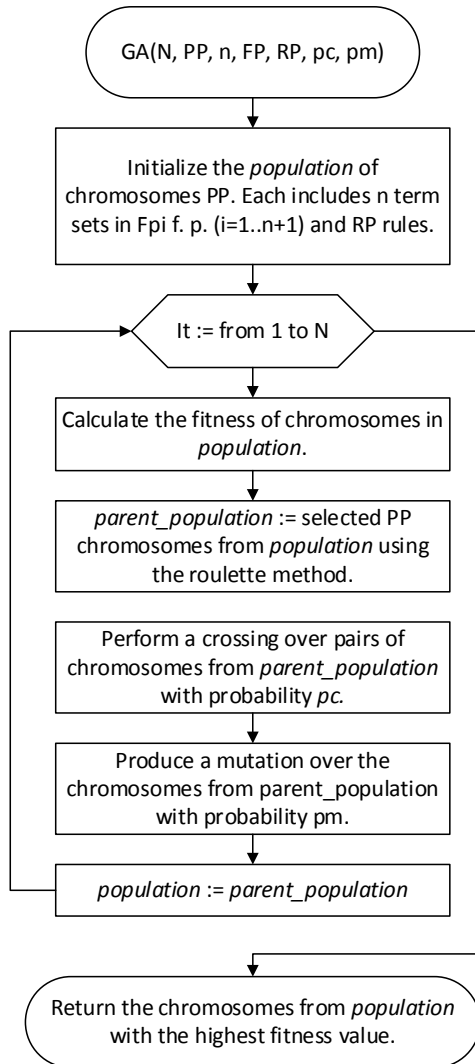 GA(N, PP, n, FP, RP, pc, pm)
Initialize the population of
chromosomes PP. Each includes n term
sets in Fpi f. p. (i=1..n+1) and RP rules.
It := from 1 to N
Calculate the fitness of chromosomes in
population.
parent_population := selected PP
chromosomes from population using
the roulette method.
Perform a crossing over pairs of
chromosomes from parent_population
with probability pc.
Produce a mutation over the
chromosomes from parent_population
with probability pm.
population := parent_population
Return the chromosomes from population
with the highest fitness value.